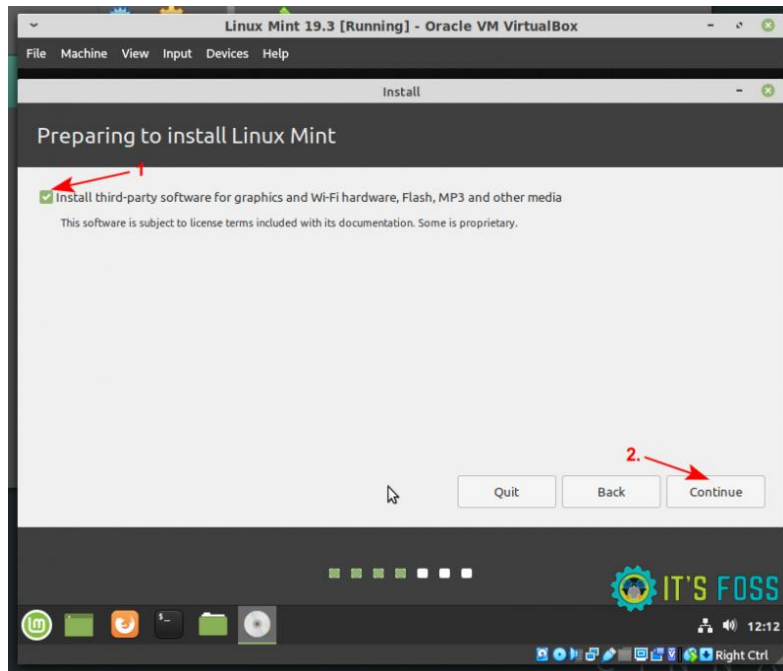 Linux Mint 19.3 [Running] - Oracle VM VirtualBox
File Machine View Input Devices Help
Install
Preparing to install Linux Mint
1
Install third-party software for graphics and Wi-Fi hardware, Flash, MP3 and other media
This software is subject to license terms included with its documentation. Some is proprietary.
2.
Quit Back Continue
IT'S FOSS
12:12
Right Ctrl